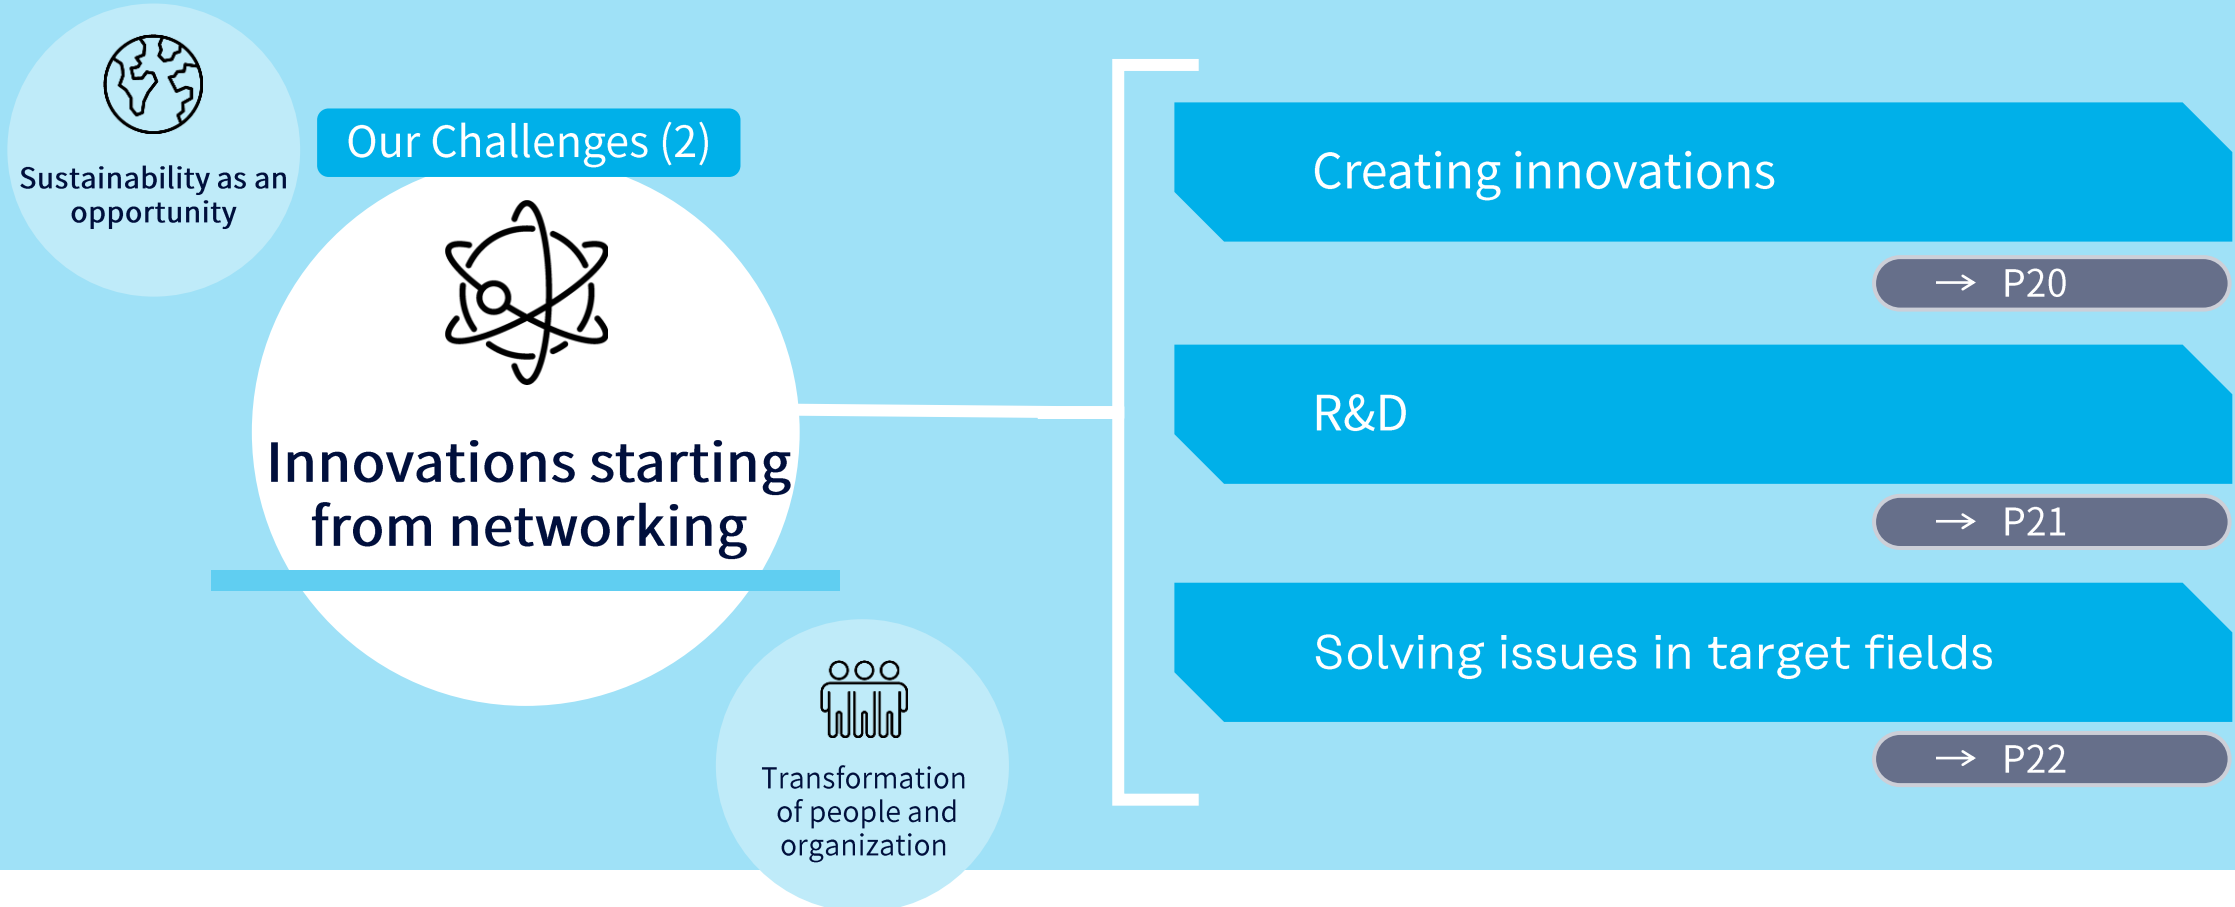 Sustainability as an
opportunity
Our Challenges (2)
Innovations starting
from networking
Transformation
of people and
organization
Creating innovations
→ P20
R&D
→ P21
Solving issues in target fields
→ P22